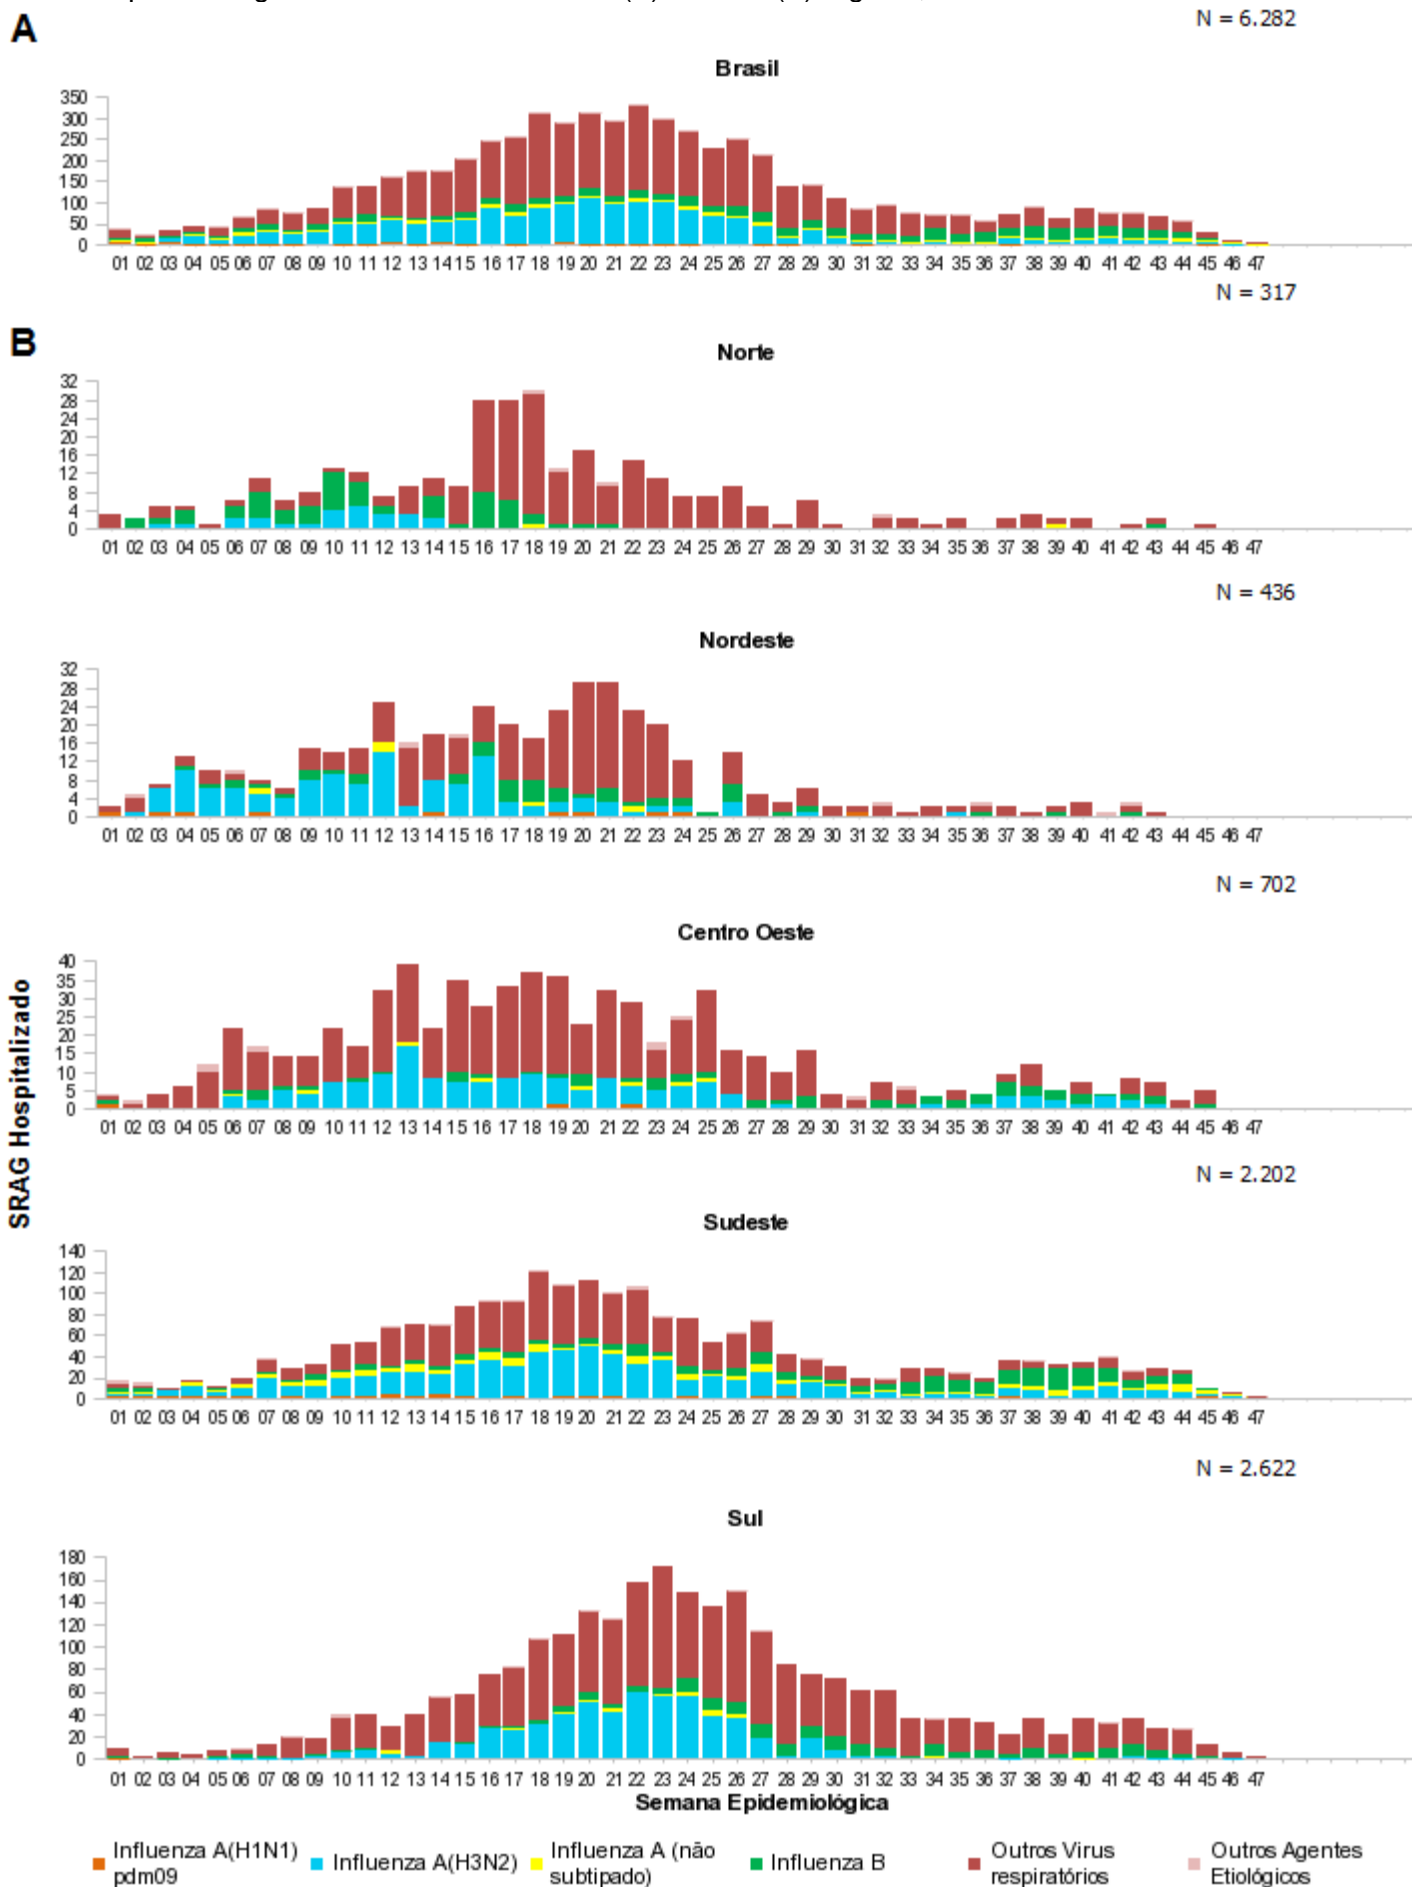 A
N = 6.282
Brasil
350
300
250
200
150
100
50
0
01 02 03 04 05 06 07 08 09 10 11 12 13 14 15 16 17 18 19 20 21 22 23 24 25 26 27 28 29 30 31 32 33 34 35 36 37 38 39 40 41 42 43 44 45 46 47
N = 317
B
Norte
32
28
24
20
16
12
8
4
0
01 02 03 04 05 06 07 08 09 10 11 12 13 14 15 16 17 18 19 20 21 22 23 24 25 26 27 28 29 30 31 32 33 34 35 36 37 38 39 40 41 42 43 44 45 46 47
N = 436
Nordeste
32
28
24
20
16
12
8
4
0
01 02 03 04 05 06 07 08 09 10 11 12 13 14 15 16 17 18 19 20 21 22 23 24 25 26 27 28 29 30 31 32 33 34 35 36 37 38 39 40 41 42 43 44 45 46 47
N = 702
Centro Oeste
40
35
30
25
20
15
10
5
0
01 02 03 04 05 06 07 08 09 10 11 12 13 14 15 16 17 18 19 20 21 22 23 24 25 26 27 28 29 30 31 32 33 34 35 36 37 38 39 40 41 42 43 44 45 46 47
SRAG Hospitalizado
N = 2.202
Sudeste
140
120
100
80
60
40
20
0
01 02 03 04 05 06 07 08 09 10 11 12 13 14 15 16 17 18 19 20 21 22 23 24 25 26 27 28 29 30 31 32 33 34 35 36 37 38 39 40 41 42 43 44 45 46 47
N = 2.622
Sul
180
160
140
120
100
80
60
40
20
0
01 02 03 04 05 06 07 08 09 10 11 12 13 14 15 16 17 18 19 20 21 22 23 24 25 26 27 28 29 30 31 32 33 34 35 36 37 38 39 40 41 42 43 44 45 46 47
Semana Epidemiológica
Influenza A(H1N1)
pdm09
Influenza A(H3N2)
Influenza A (não
subtipado)
Influenza B
Outros Virus
respiratórios
Outros Agentes
Etiológicos